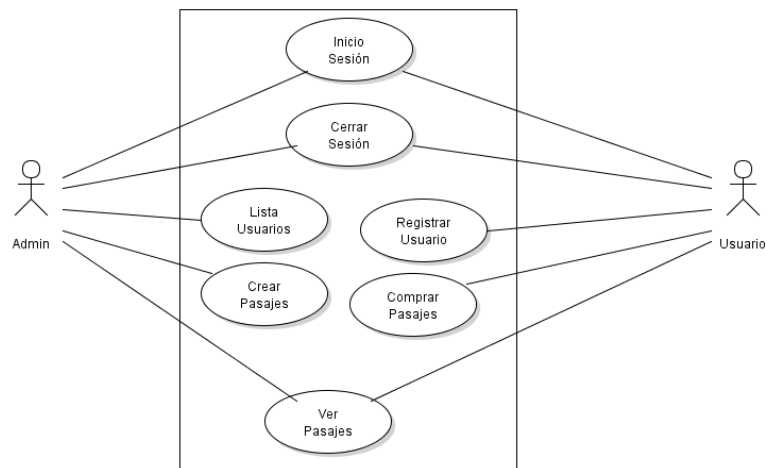 Inicio
Sesión
Cerrar
Sesión
Lista
Usuarios
Registrar
Usuario
Admin
Usuario
Crear
Pasajes
Comprar
Pasajes
Ver
Pasajes